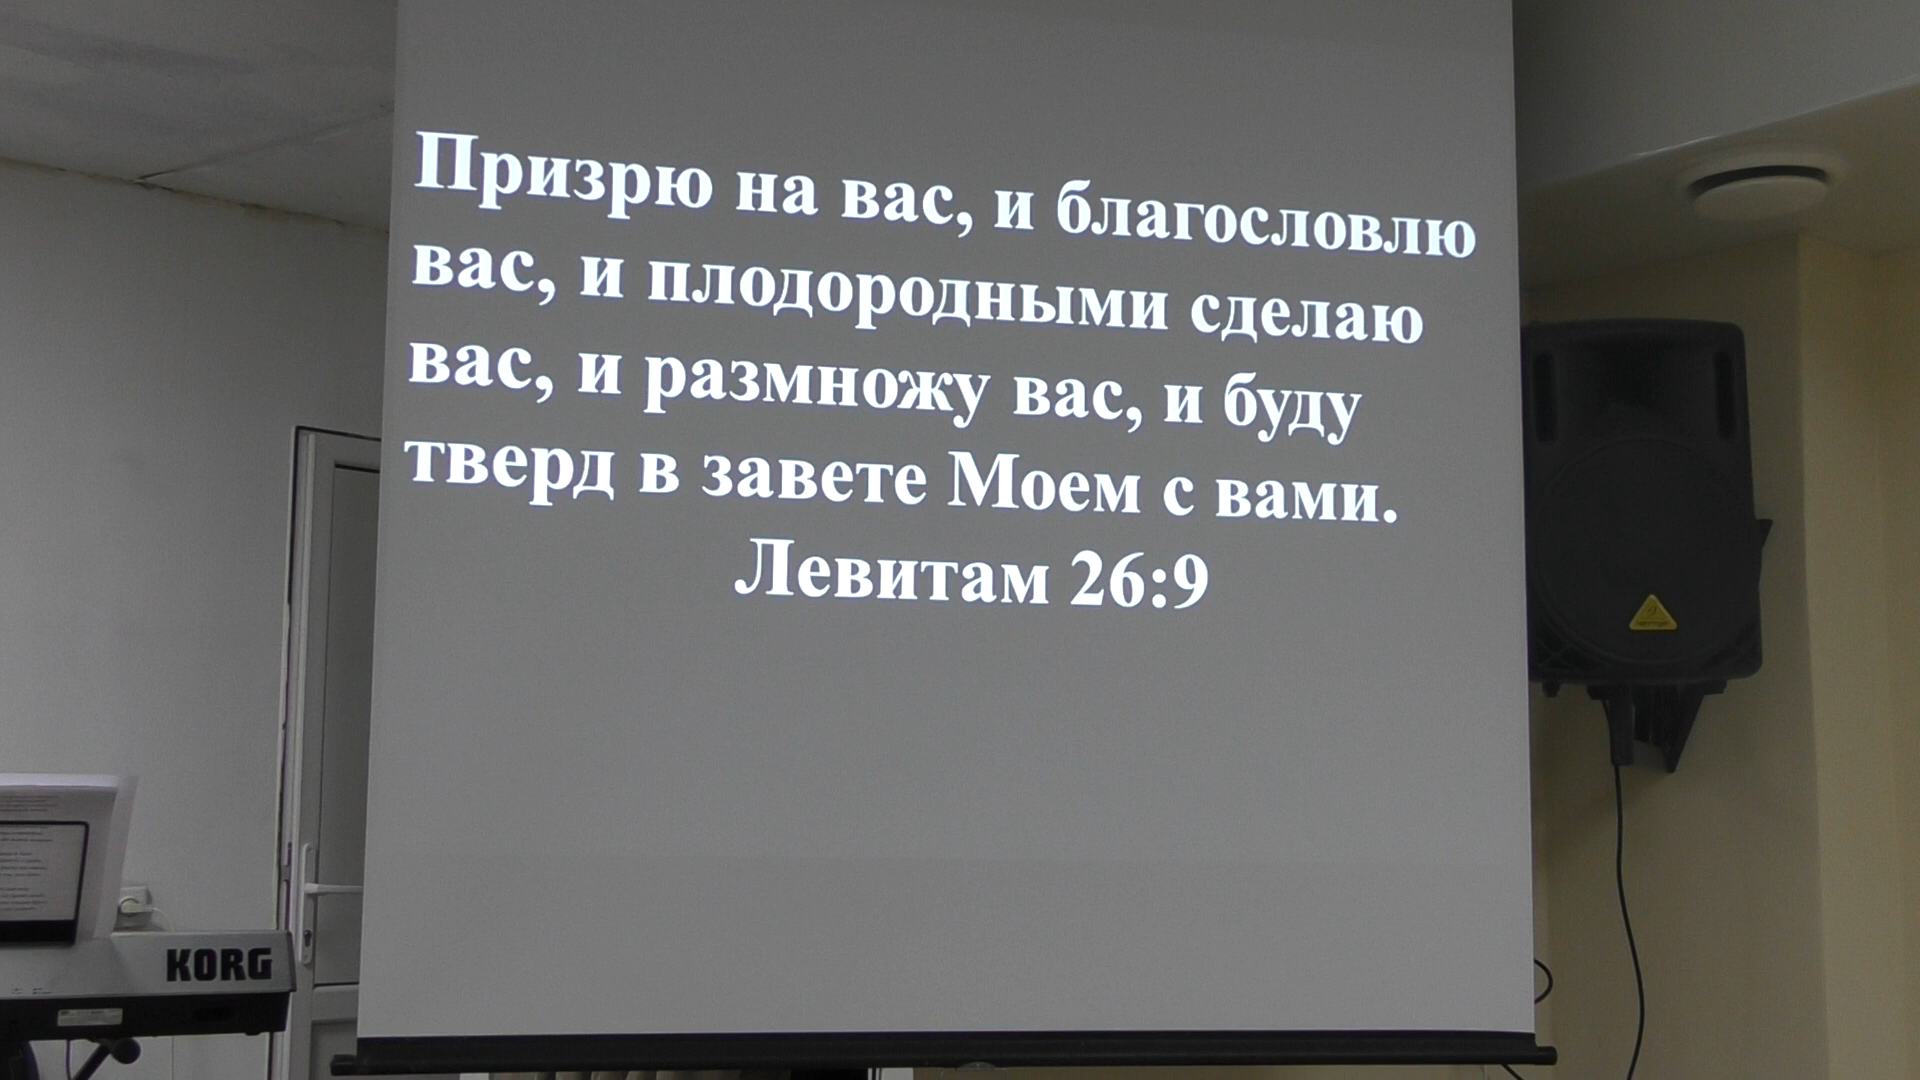 Призрю на вас, и благословлю
вас, и плодородными сделаю
вас, и размножу вас, и буду
тверд в завете Моем с вами.
Левитам 26:9
KORG